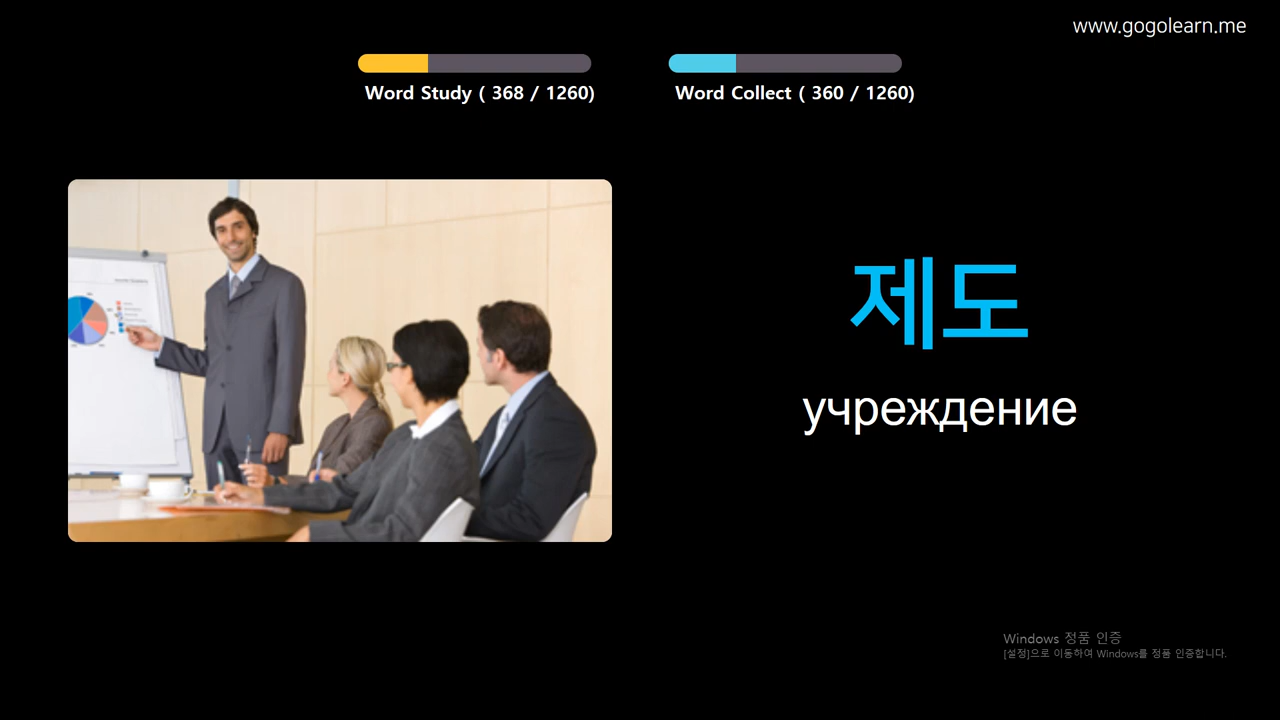 www.gogolearn.me
Word Study ( 368 / 1260)
Word Collect ( 360 / 1260)
제도
учреждение
Windows 정품 인증
[설정]으로 이동하여 Windows를 정품 인증합니다.